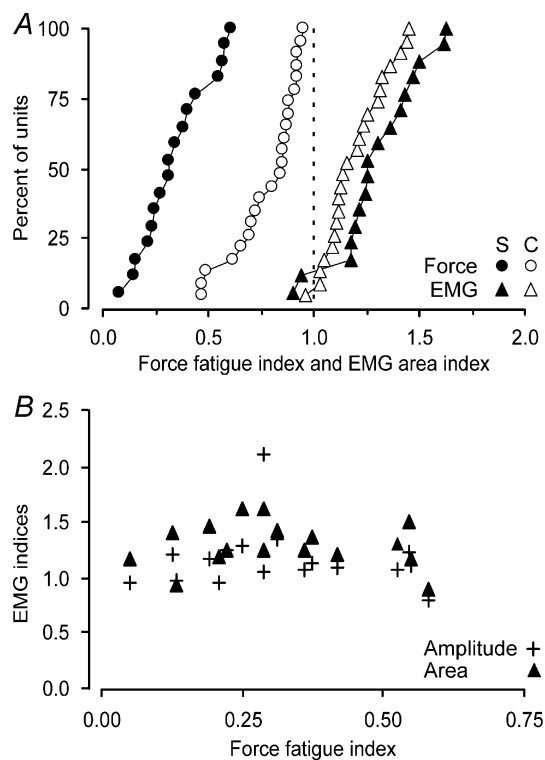 A
100
75
50
25
0
Percent of units
S C
Force
EMG
0.0 0.5 1.0 1.5 2.0
Force fatigue index and EMG area index
B
2.5
2.0
1.5
1.0
0.5
0.0
EMG indices
Amplitude
Area
0.00 0.25 0.50 0.75
Force fatigue index